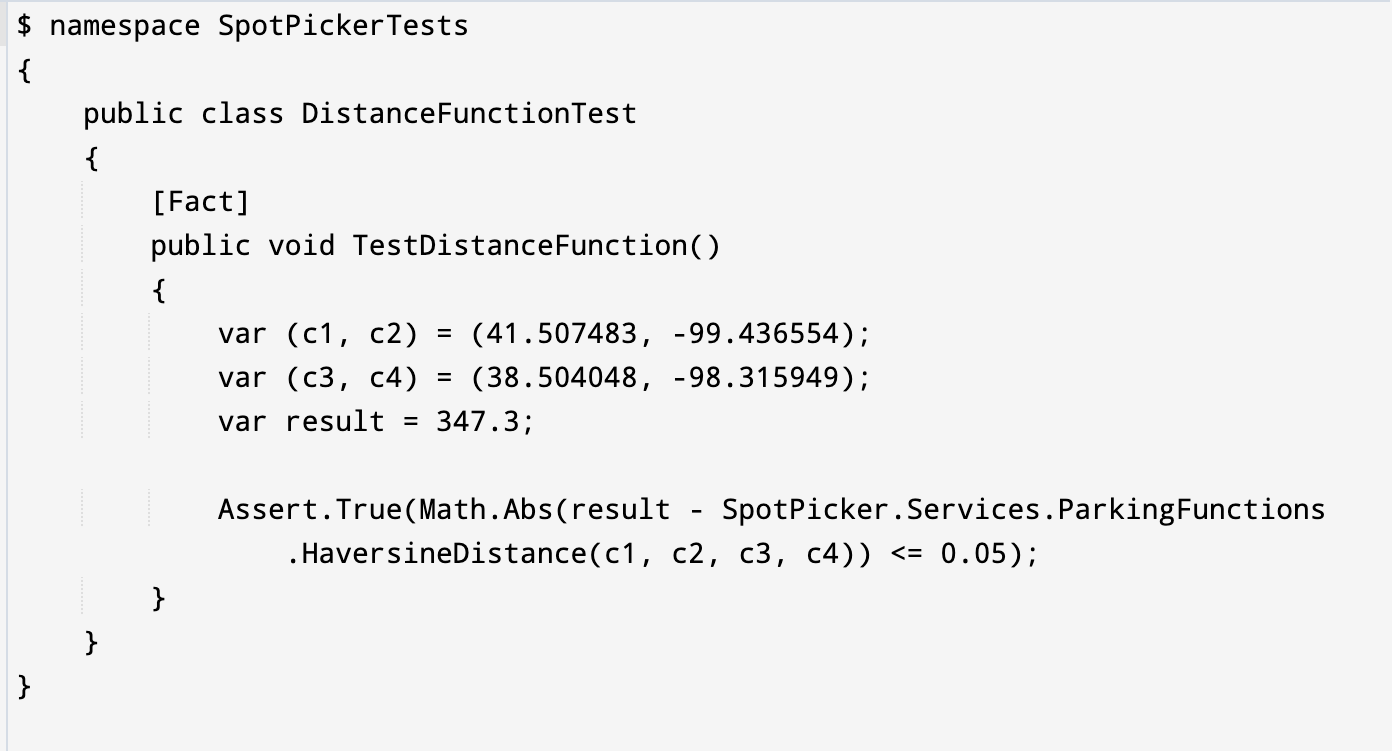 $ namespace SpotPickerTests
{
    public class DistanceFunctionTest
    {
        [Fact]
        public void TestDistanceFunction()
        {
            var (c1, c2) = (41.507483, -99.436554);
            var (c3, c4) = (38.504048, -98.315949);
            var result = 347.3;

            Assert.True(Math.Abs(result - SpotPicker.Services.ParkingFunctions
                .HaversineDistance(c1, c2, c3, c4)) <= 0.05);
        }
    }
}